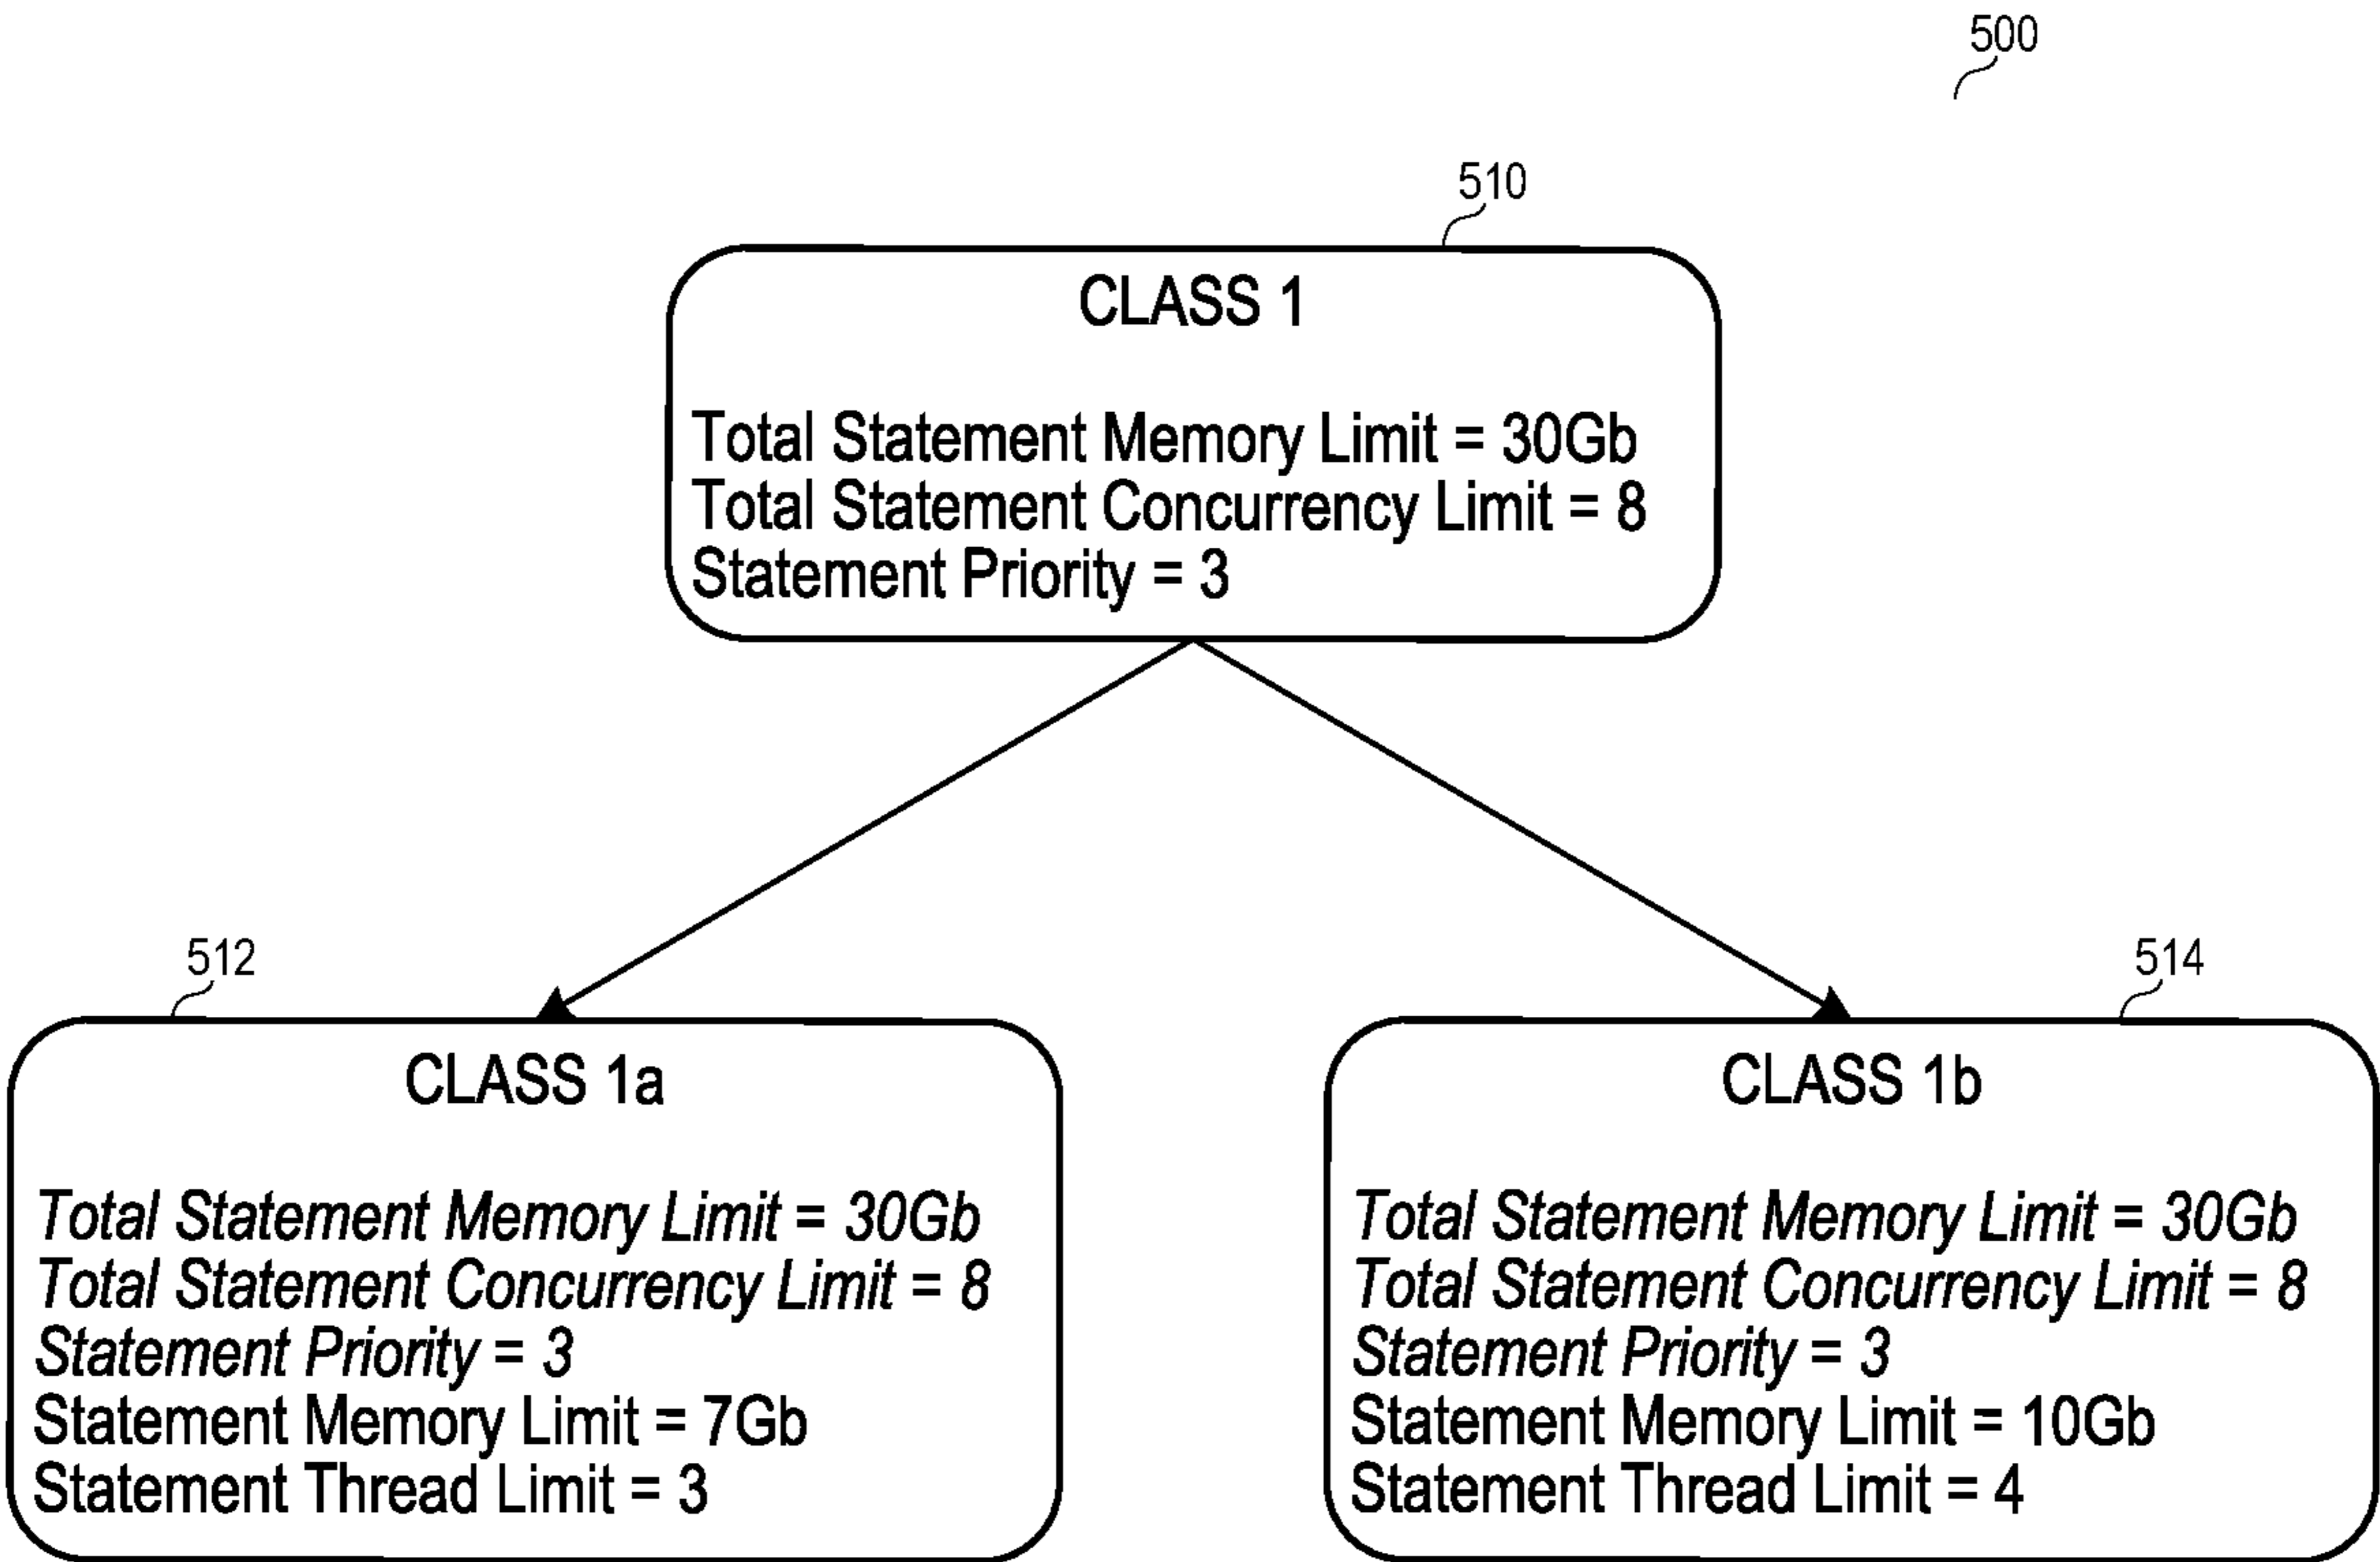 500
510
CLASS 1
Total Statement Memory Limit = 30Gb
Total Statement Concurrency Limit = 8
Statement Priority = 3
512
CLASS 1a
Total Statement Memory Limit = 30Gb
Total Statement Concurrency Limit = 8
Statement Priority = 3
Statement Memory Limit = 7Gb
Statement Thread Limit = 3
514
CLASS 1b
Total Statement Memory Limit = 30Gb
Total Statement Concurrency Limit = 8
Statement Priority = 3
Statement Memory Limit = 10Gb
Statement Thread Limit = 4